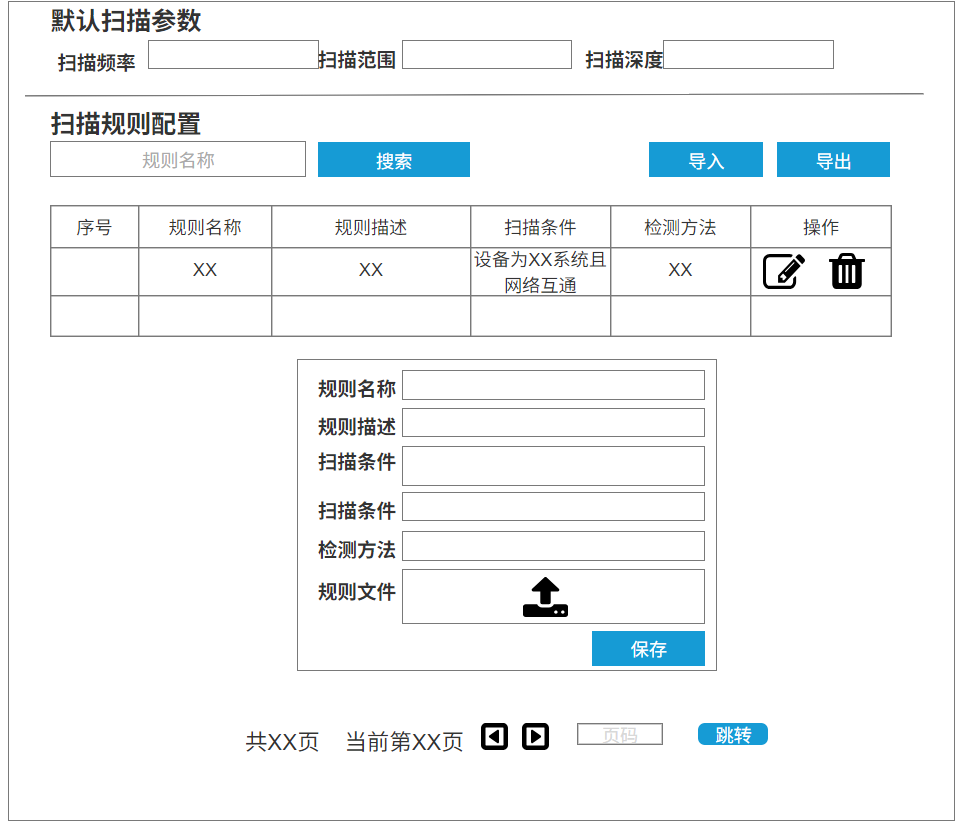 默认扫描参数
扫描频率 扫描范围 扫描深度
扫描规则配置
规则名称 搜索 导入 导出
序号 规则名称 规则描述 扫描条件 检测方法 操作
XX XX 设备为XX系统且 XX
网络互通
规则名称
规则描述
扫描条件
扫描条件
检测方法
规则文件
保存
共XX页 当前第XX页 页码 跳转